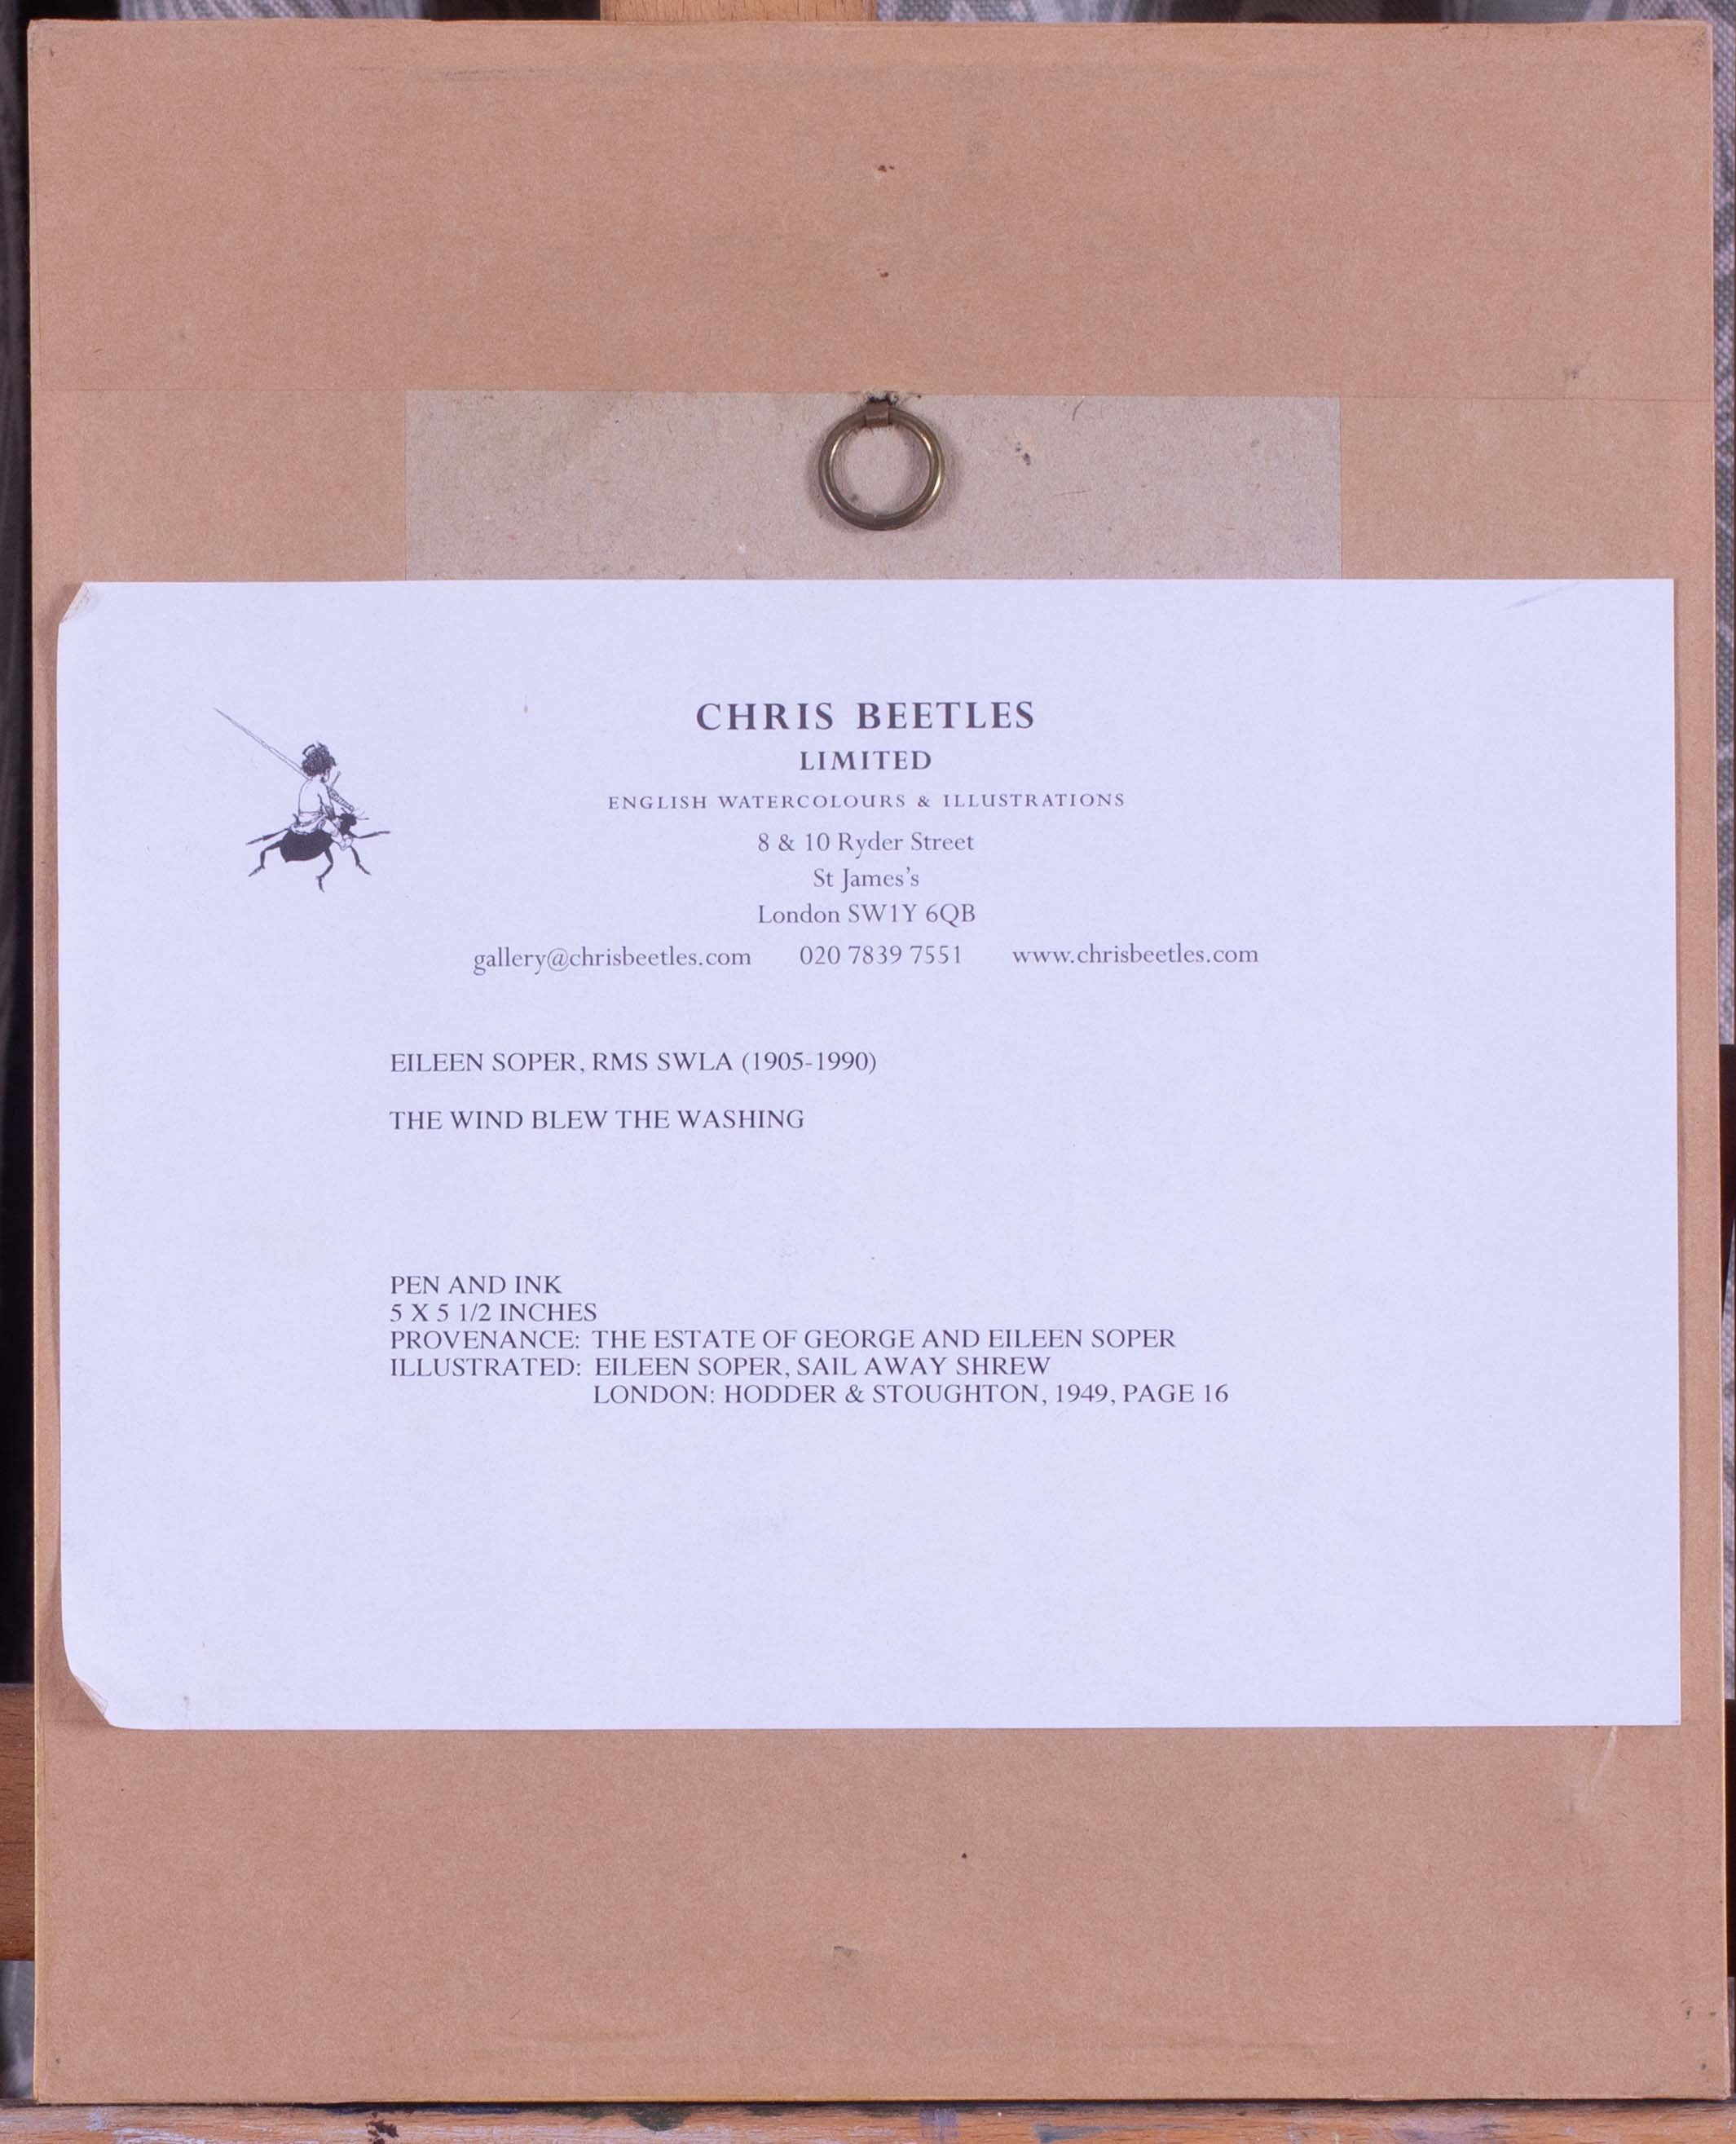 CHRIS BEETLES
LIMITED
ENGLISH WATERCOLOURS & ILLUSTRATIONS
8 & 10 Ryder Street
St James's
London SW1Y 6QB
gallery@chrisbeetles.com 020 7839 7551 www.chrisbeetles.com
EILEEN SOPER, RMS SWLA (1905-1990)
THE WIND BLEW THE WASHING
PEN AND INK
5 X 5 1/2 INCHES
PROVENANCE: THE ESTATE OF GEORGE AND EILEEN SOPER
ILLUSTRATED: EILEEN SOPER, SAIL AWAY SHREW
LONDON: HODDER & STOUGHTON, 1949, PAGE 16